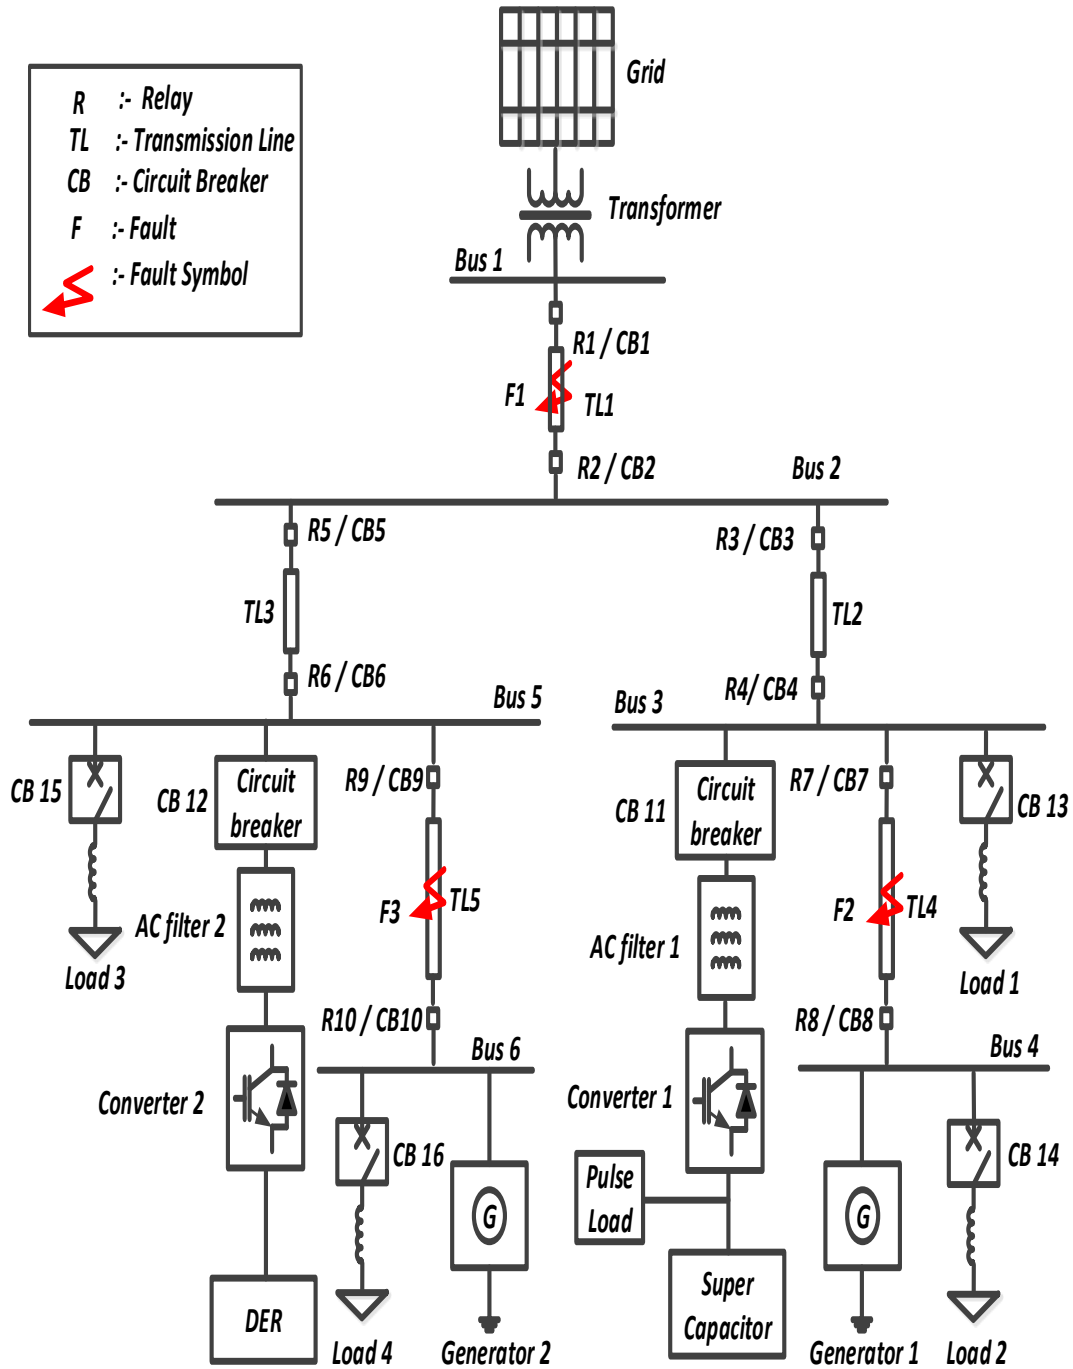 Grid
R :- Relay
TL :- Transmission Line
CB :- Circuit Breaker
F :- Fault
:- Fault Symbol
Transformer
Bus 1
R1 / CB1
F1
TL1
R2 / CB2
Bus 2
R5 / CB5
R3 / CB3
TL3
TL2
R6 / CB6
R4/ CB4
Bus 5
Bus 3
CB 15
CB 12
Circuit
breaker
R9 / CB9
CB 11
Circuit
breaker
R7 / CB7
CB 13
AC filter 2
F3
TL5
AC filter 1
F2
TL4
Load 3
Load 1
R10 / CB10
R8 / CB8
Bus 6
Bus 4
Converter 2
Converter 1
CB 16
CB 14
Pulse
Load
G
G
DER
Super
Capacitor
Load 4
Generator 2
Generator 1
Load 2